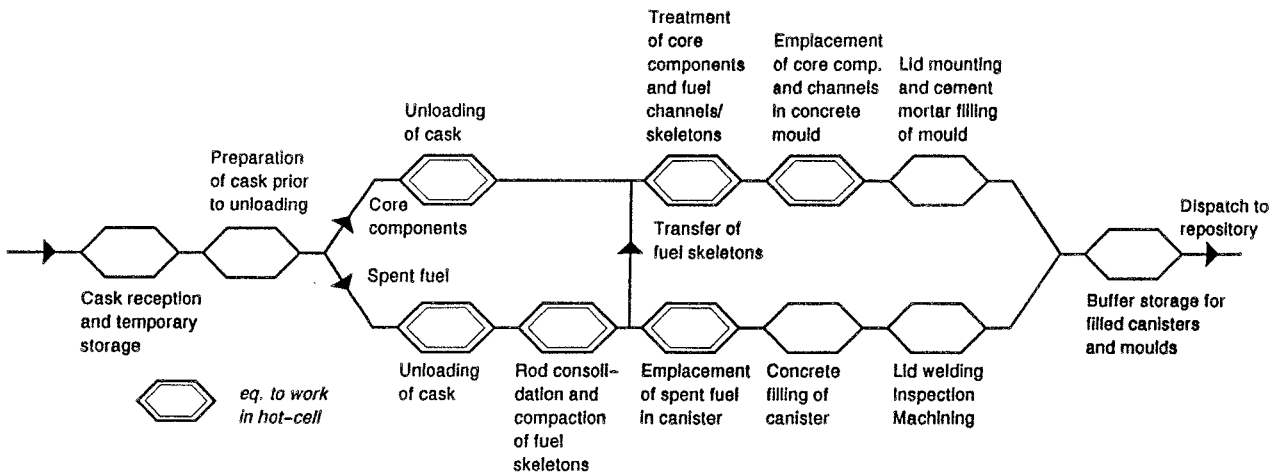 Treatment
of core
components
and fuel
channels/
skeletons
Emplacement
of core comp.
and channels
in concrete
mould
Lid mounting
and cement
mortar filling
of mould
Unloading
of cask
Preparation
of cask prior
to unloading
Core
components
Transfer of
fuel skeletons
Dispatch to
repository
Spent fuel
Cask reception
and temporary
storage
Buffer storage for
filled canisters
and moulds
Unloading
of cask
Rod consoli-
dation and
compaction
of fuel
skeletons
Emplacement
of spent fuel
in canister
Concrete
filling of
canister
Lid welding
Inspection
Machining
eq. to work
in hot-cell